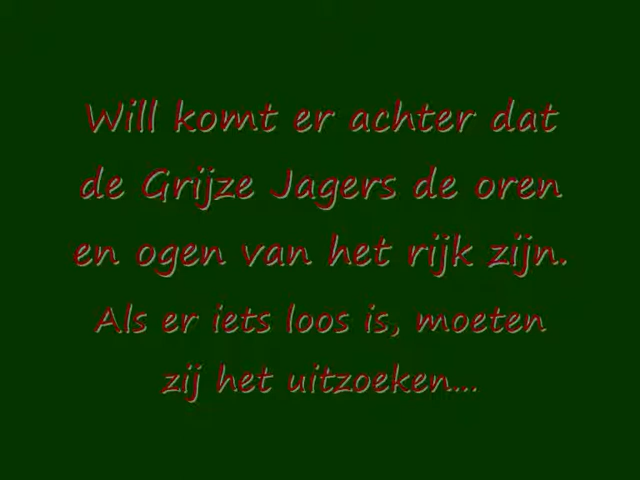 Will komt er achter dat
de Grijze Jagers de oren
en ogen van het rijk zijn.
Als er iets loos is, moeten
zij het uitzoeken...